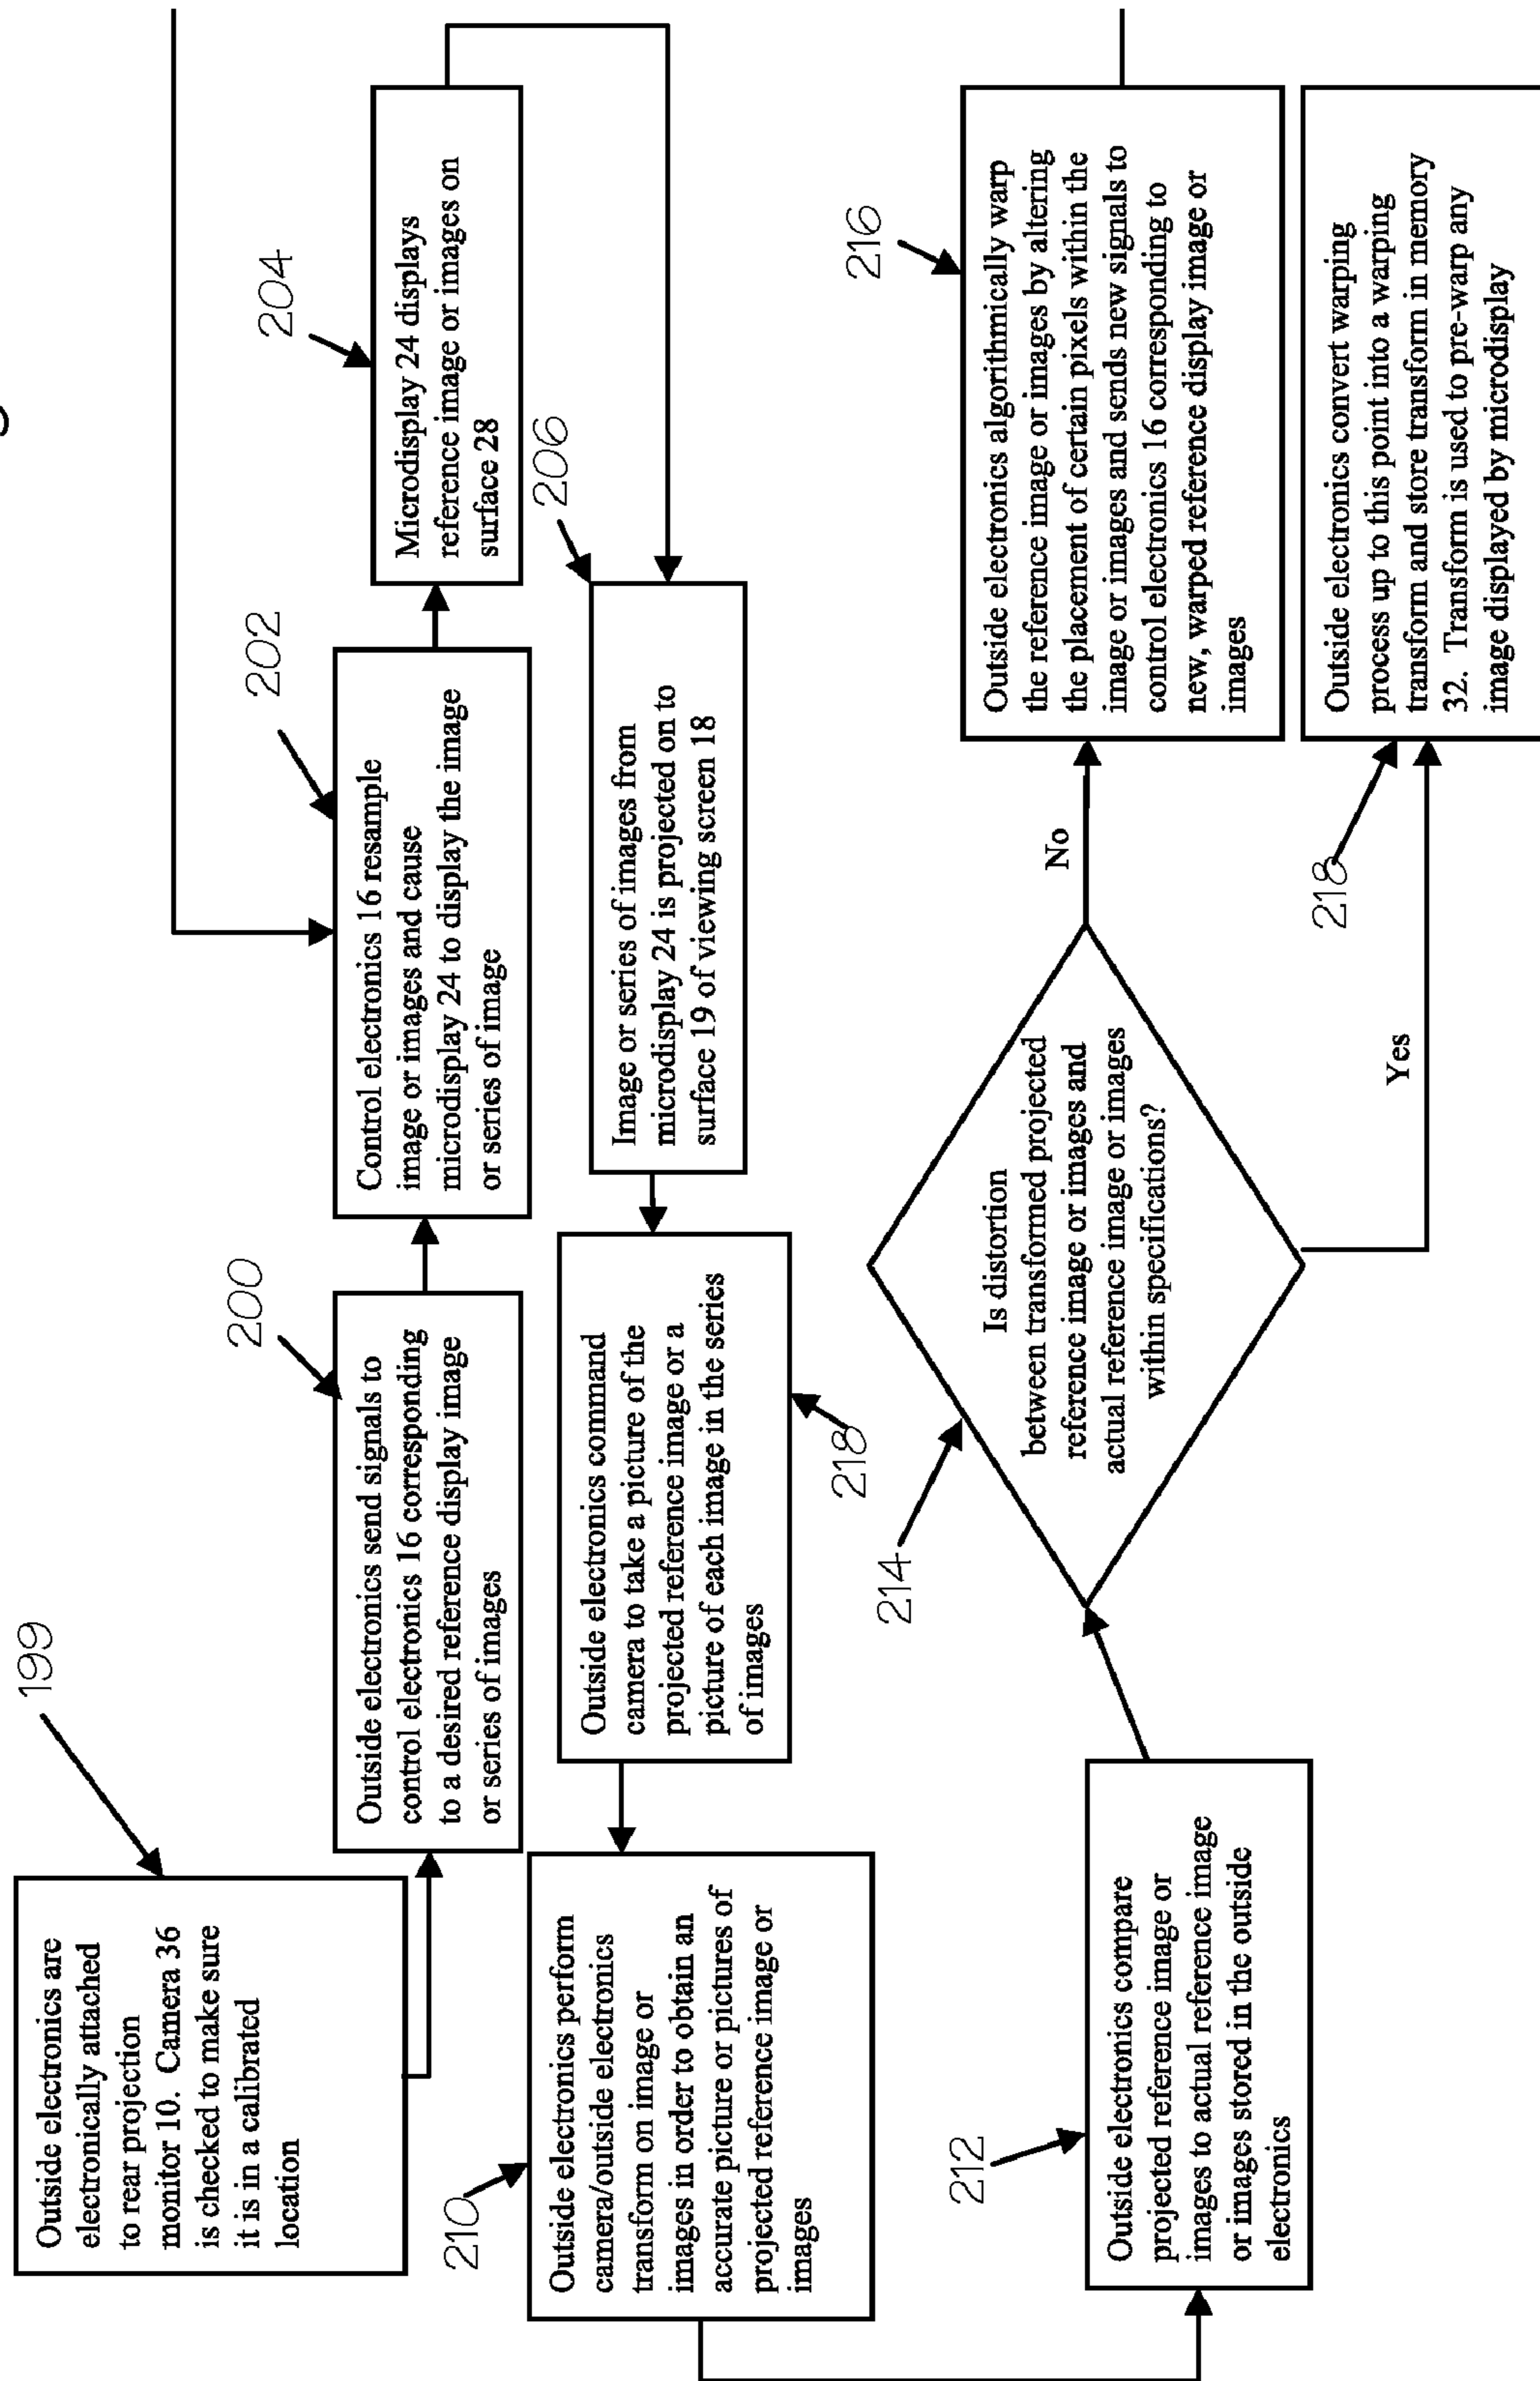 199
Outside electronics are
electronically attached
to rear projection
monitor 10. Camera 36
is checked to make sure
it is in a calibrated
location
200
Outside electronics send signals to
control electronics 16 corresponding
to a desired reference display image
or series of images
202
Control electronics 16 resample
image or images and cause
microdisplay 24 to display the image
or series of image
204
Microdisplay 24 displays
reference image or images on
surface 28
206
Image or series of images from
microdisplay 24 is projected on to
surface 19 of viewing screen 18
218
Outside electronics command
camera to take a picture of the
projected reference image or a
picture of each image in the series
of images
210
Outside electronics perform
camera/outside electronic
transform on image or
images in order to obtain an
accurate picture or pictures of
projected reference image or
images
212
Outside electronics compare
projected reference image or
images to actual reference image
or images stored in the outside
electronics
214
Is distortion
between transformed projected
reference image or images and
actual reference image or images
within specifications?
No
Yes
216
Outside electronics algorithmically warp
the reference image or images by altering
the placement of certain pixels within the
image or images and sends new signals to
control electronics 16 corresponding to
new, warped reference display image or
images
218
Outside electronics convert warping
process up to this point into a warping
transform and store transform in memory
32. Transform is used to pre-warp any
image displayed by microdisplay